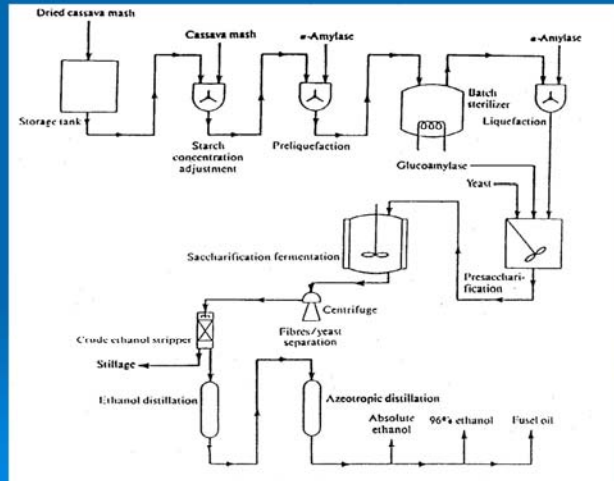 Dried cassava mash
Cassava mash
α-Amylase
α-Amylase
Storage tank
Starch
concentration
adjustment
Preliquefaction
Batch
sterilizer
Liquefaction
Glucoamylase
Yeast
Saccharification fermentation
Presacchari-
fication
Centrifuge
Fibres/yeast
separation
Crude ethanol stripper
Stillage
Ethanol distillation
Azeotropic distillation
Absolute
ethanol
96% ethanol
Fusel oil